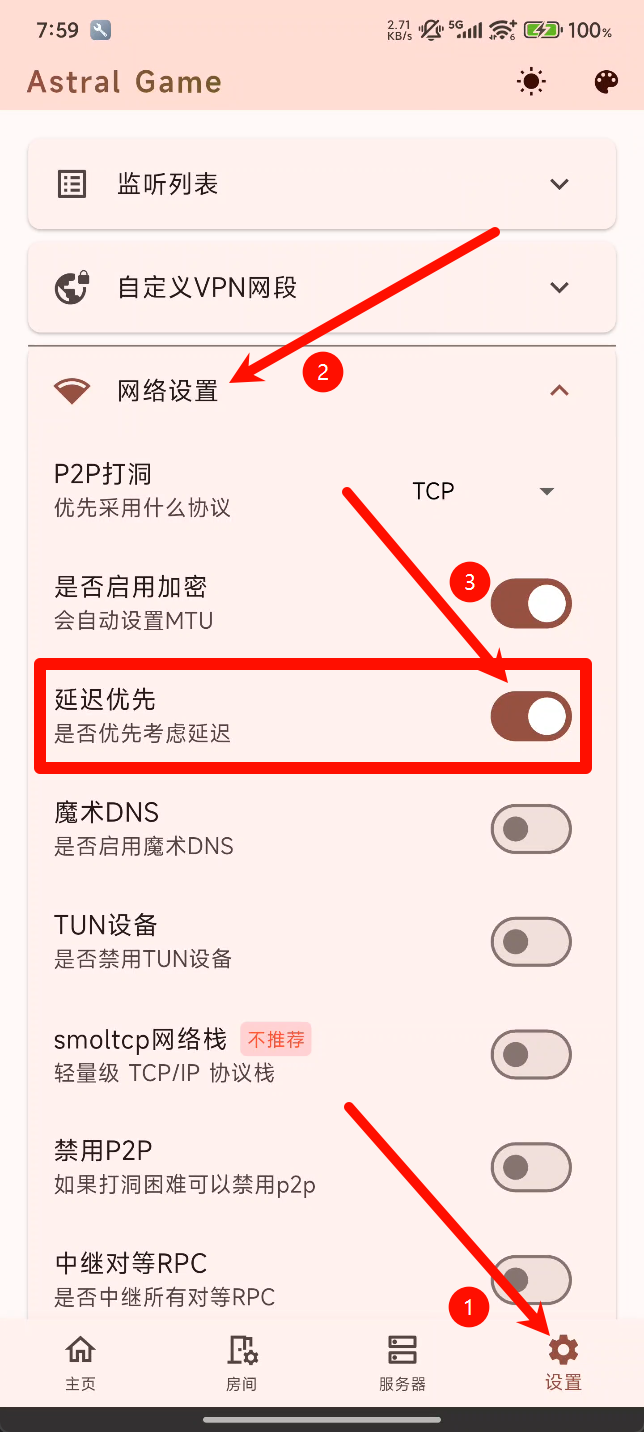 7:59
2.71 KB/s 5G 6 100%
Astral Game
监听列表
自定义VPN网段
2
网络设置
P2P打洞
优先采用什么协议
TCP
是否启用加密
会自动设置MTU
3
延迟优先
是否优先考虑延迟
魔术DNS
是否启用魔术DNS
TUN设备
是否禁用TUN设备
smoltcp网络栈 不推荐
轻量级 TCP/IP 协议栈
禁用P2P
如果打洞困难可以禁用p2p
中继对等RPC
是否中继所有对等RPC
1
主页 房间 服务器 设置